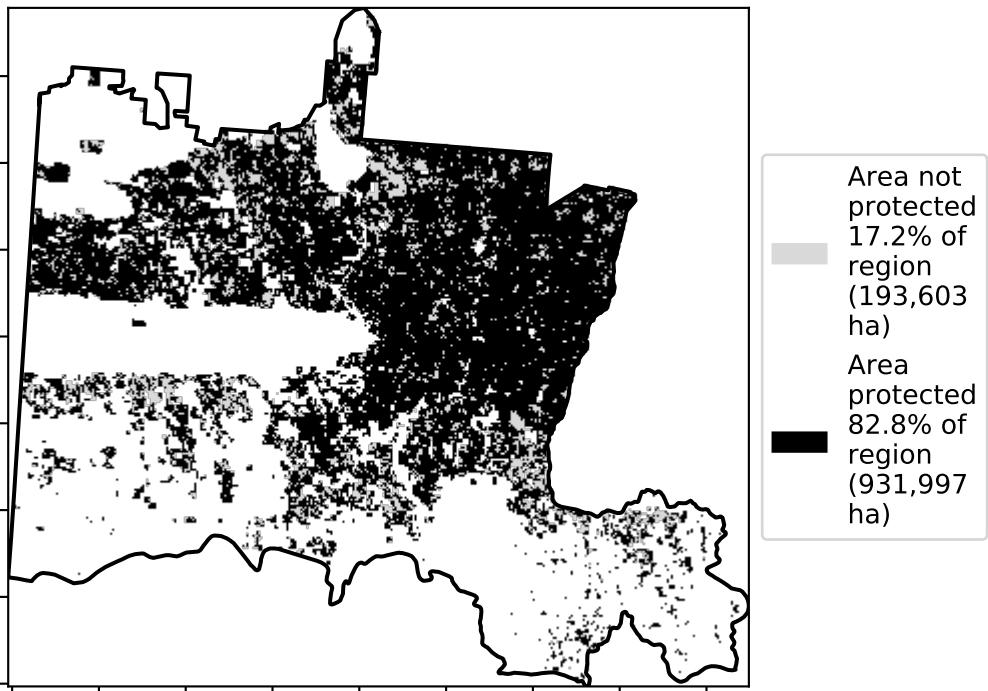 Area not
protected
17.2% of
region
(193,603
ha)
Area
protected
82.8% of
region
(931,997
ha)